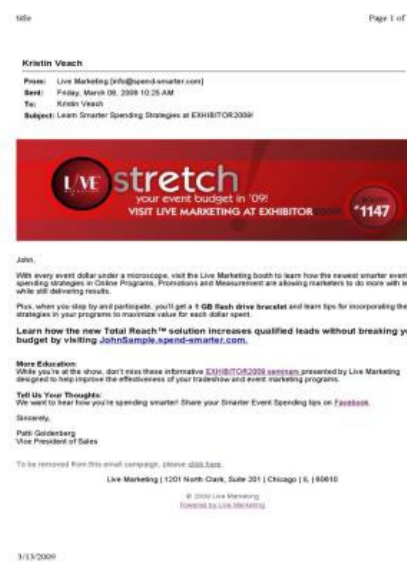 title Page 1 of
Kristin Veach
From: Live Marketing [info@spend-smarter.com]
Sent: Friday, March 06, 2009 10:25 AM
To: Kristin Veach
Subject: Learn Smarter Spending Strategies at EXHIBITOR2009!
LIVE
stretch
your event budget in '09!
VISIT LIVE MARKETING AT EXHIBITOR2009
BOOTH
#1147
John,
With every event dollar under a microscope, visit the Live Marketing booth to learn how the newest smarter event
spending strategies in Online Programs, Promotions and Measurement are allowing marketers to do more with le
while still delivering results.
Plus, when you stop by and participate, you'll get a 1 GB flash drive bracelet and learn tips for incorporating the
strategies in your programs to maximize value for each dollar spent.
Learn how the new Total Reach™ solution increases qualified leads without breaking yo
budget by visiting JohnSample.spend-smarter.com.
More Education:
While you're at the show, don't miss these informative EXHIBITOR2009 seminars presented by Live Marketing
designed to help improve the effectiveness of your tradeshow and event marketing programs.
Tell Us Your Thoughts:
We want to hear how you're spending smarter! Share your Smarter Event Spending tips on Facebook.
Sincerely,
Patti Goldenberg
Vice President of Sales
To be removed from this email campaign, please click here.
Live Marketing | 1201 North Clark, Suite 201 | Chicago | IL | 60610
© 2009 Live Marketing
Powered by Live Marketing
3/13/2009